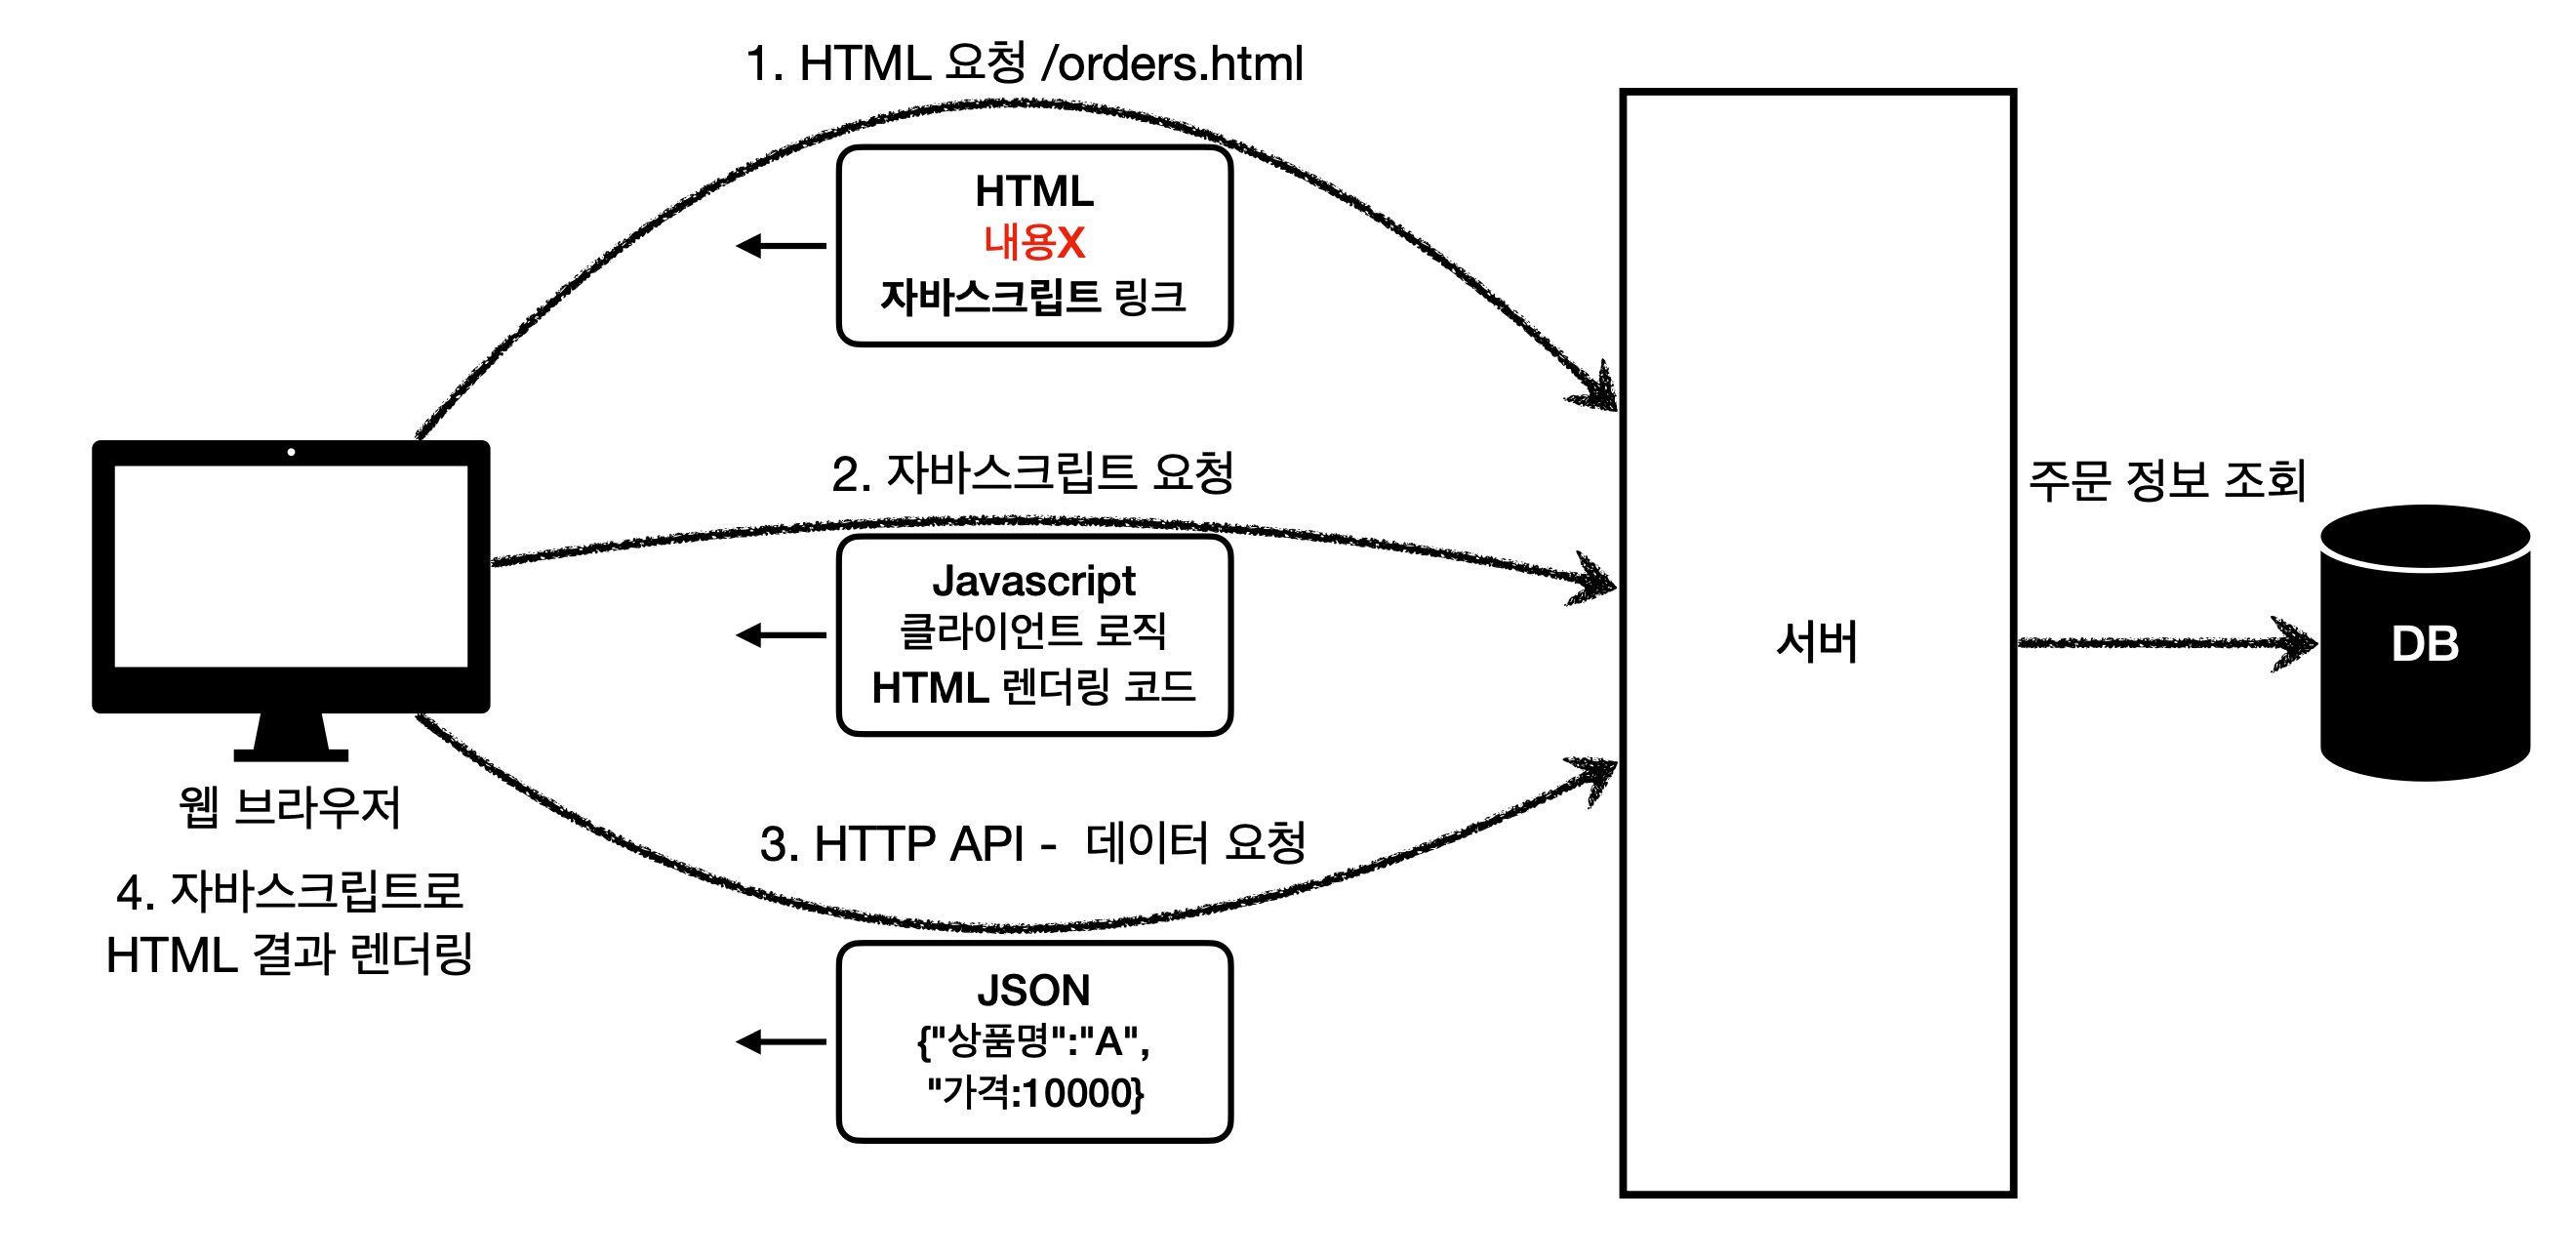 1. HTML 요청 /orders.html
HTML
내용X
자바스크립트 링크
2. 자바스크립트 요청
Javascript
클라이언트 로직
HTML 렌더링 코드
웹 브라우저
4. 자바스크립트로
HTML 결과 렌더링
3. HTTP API - 데이터 요청
JSON
{"상품명":"A",
"가격:10000}
서버
주문 정보 조회
DB